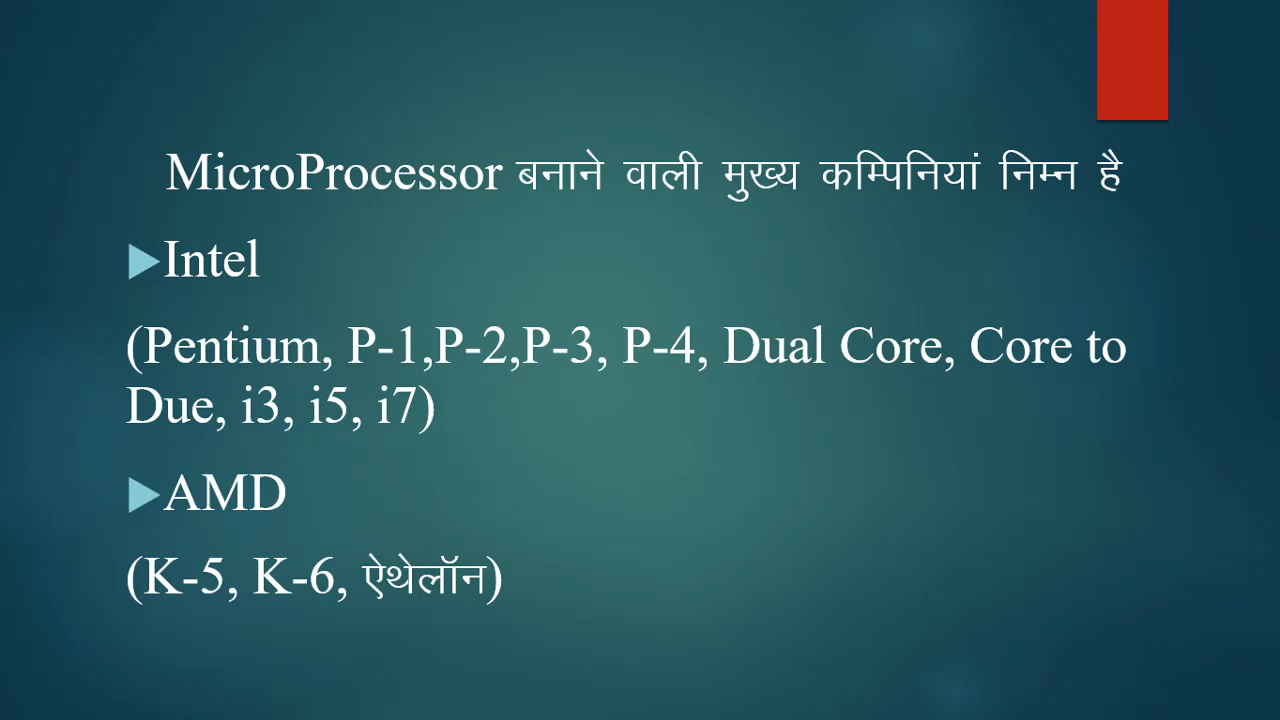 MicroProcessor बनाने वाली मुख्य कम्पिनियां निम्न है
Intel
(Pentium, P-1,P-2,P-3, P-4, Dual Core, Core to
Due, i3, i5, i7)
AMD
(K-5, K-6, ऐथेलॉन)